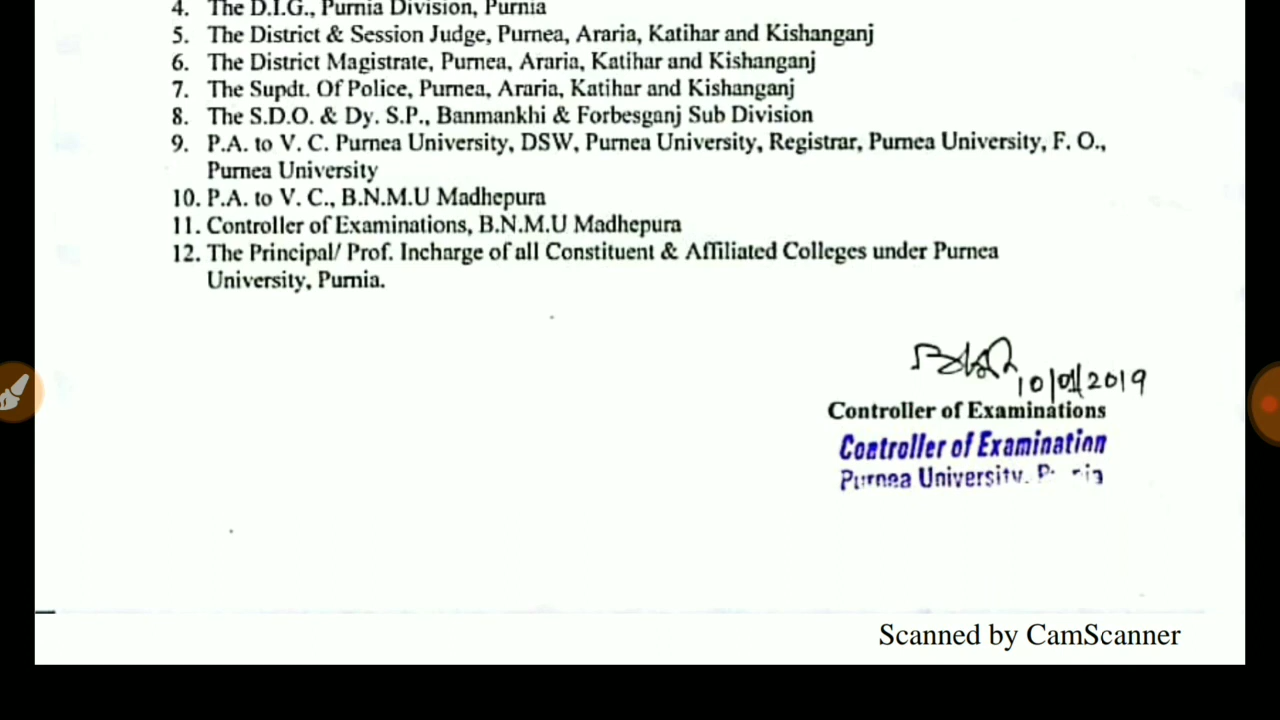 4. The D.I.G., Purnia Division, Purnia
5. The District & Session Judge, Purnea, Araria, Katihar and Kishanganj
6. The District Magistrate, Purnea, Araria, Katihar and Kishanganj
7. The Supdt. Of Police, Purnea, Araria, Katihar and Kishanganj
8. The S.D.O. & Dy. S.P., Banmankhi & Forbesganj Sub Division
9. P.A. to V. C. Purnea University, DSW, Purnea University, Registrar, Purnea University, F. O.,
Purnea University
10. P.A. to V. C., B.N.M.U Madhepura
11. Controller of Examinations, B.N.M.U Madhepura
12. The Principal/ Prof. Incharge of all Constituent & Affiliated Colleges under Purnea
University, Purnia.
10/01/2019
Controller of Examinations
Controller of Examination
Purnea University,
Scanned by CamScanner